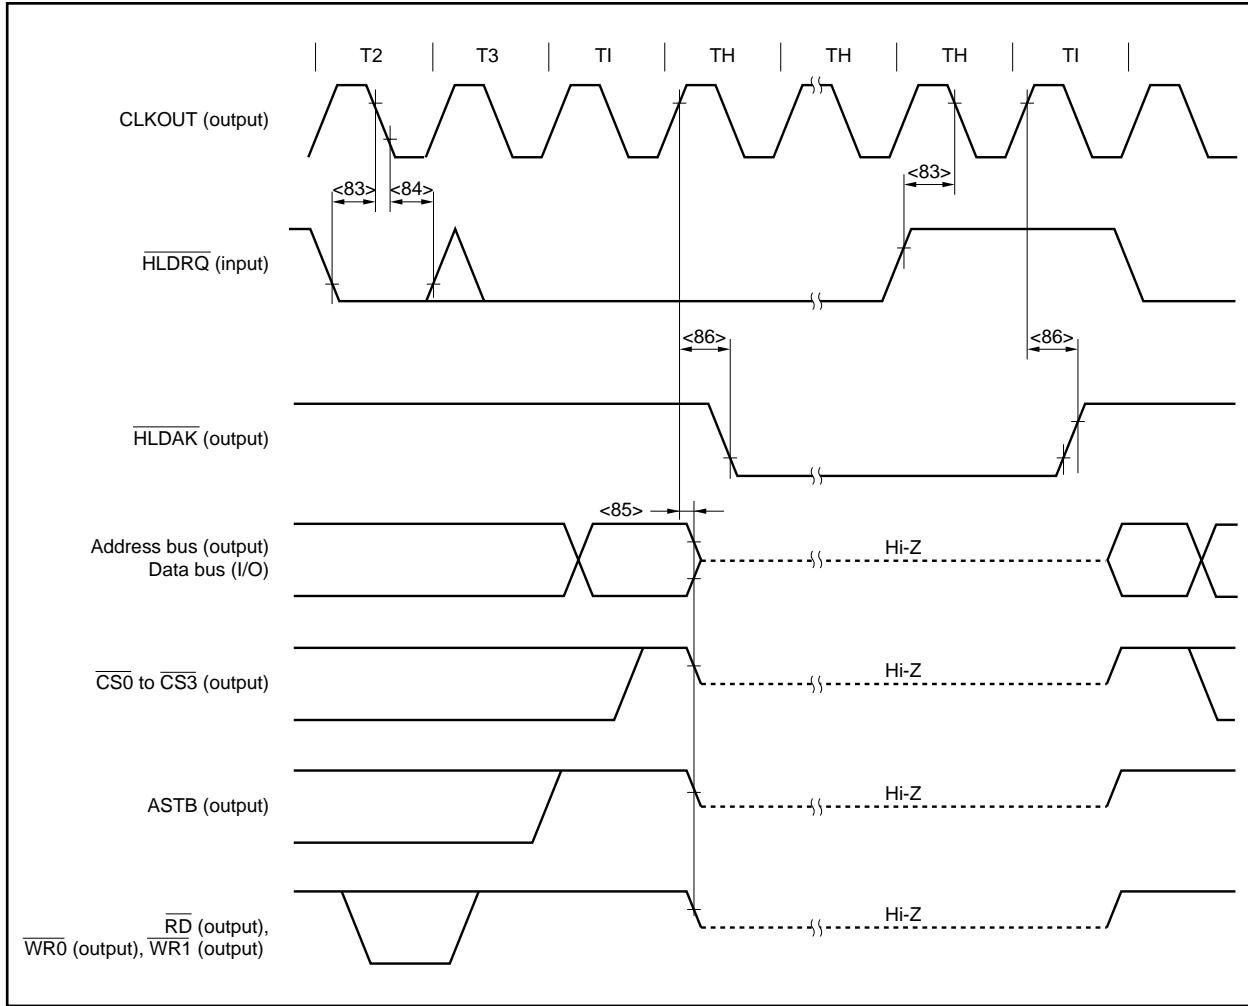 T2 T3 TI TH TH TH TI
CLKOUT (output)
<83> <84> <83>
HLDRQ (input)
<86> <86>
HLDAK (output)
<85>
Address bus (output)
Data bus (I/O)
Hi-Z
CS0 to CS3 (output)
Hi-Z
ASTB (output)
Hi-Z
RD (output),
WR0 (output), WR1 (output)
Hi-Z